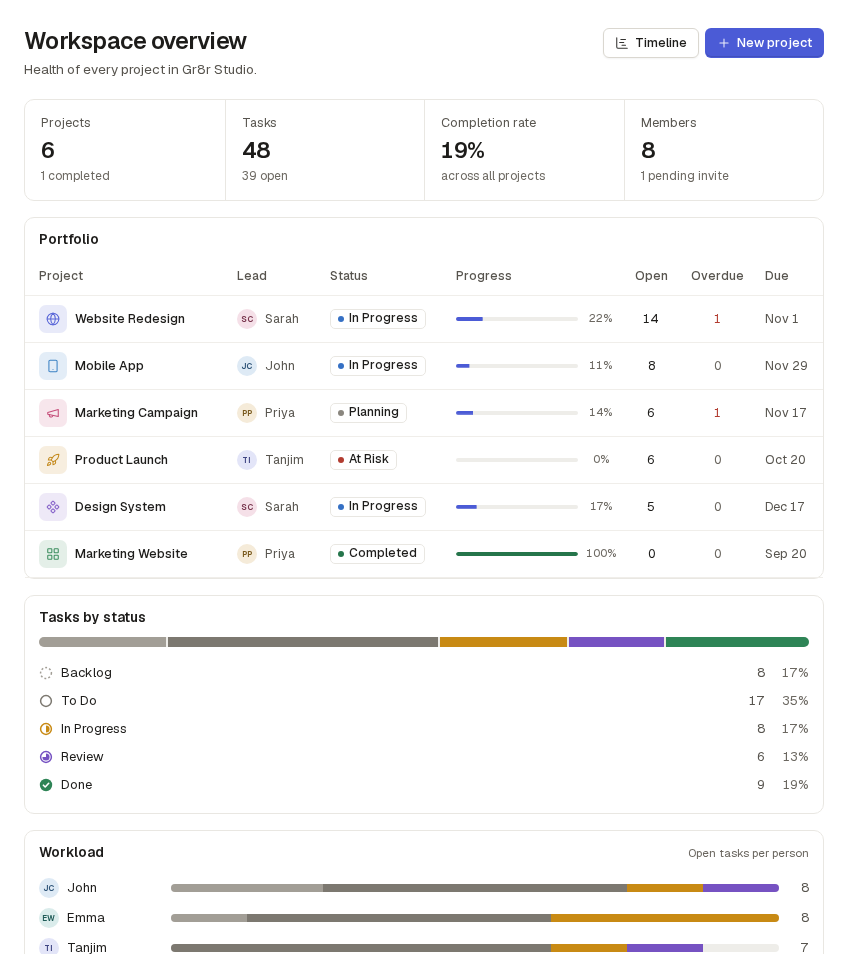 Workspace overview
Timeline
New project
Health of every project in Gr8r Studio.
Projects Tasks Completion rate Members
6 48 19% 8
1 completed 39 open across all projects 1 pending invite
Portfolio
Project Lead Status Progress Open Overdue Due
Website Redesign SC Sarah In Progress 22% 14 1 Nov 1
Mobile App JC John In Progress 11% 8 0 Nov 29
Marketing Campaign PP Priya Planning 14% 6 1 Nov 17
Product Launch TI Tanjim At Risk 0% 6 0 Oct 20
Design System SC Sarah In Progress 17% 5 0 Dec 17
Marketing Website PP Priya Completed 100% 0 0 Sep 20
Tasks by status
Backlog 8 17%
To Do 17 35%
In Progress 8 17%
Review 6 13%
Done 9 19%
Workload Open tasks per person
JC John 8
EW Emma 8
TI Tanjim 7